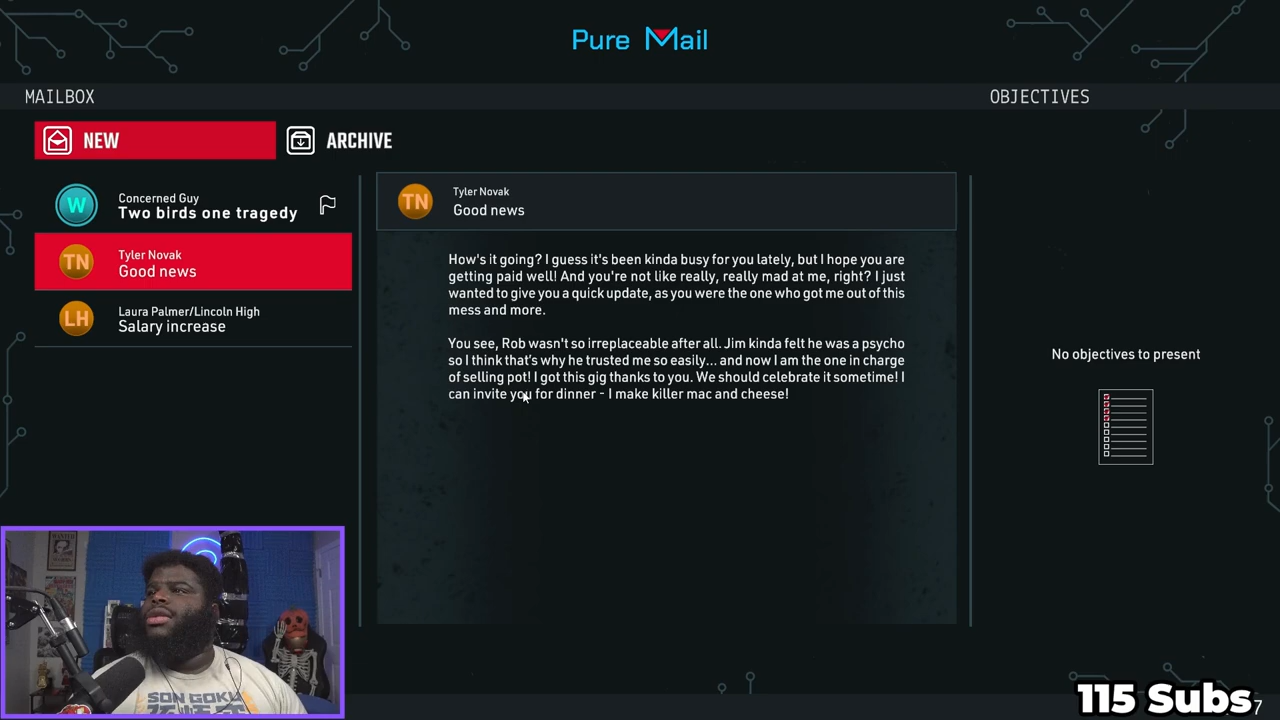 Pure Mail
MAILBOX
OBJECTIVES
NEW
ARCHIVE
W
Concerned Guy
Two birds one tragedy
TN
Tyler Novak
Good news
LH
Laura Palmer/Lincoln High
Salary increase
TN
Tyler Novak
Good news
How's it going? I guess it's been kinda busy for you lately, but I hope you are
getting paid well! And you're not like really, really mad at me, right? I just
wanted to give you a quick update, as you were the one who got me out of this
mess and more.
You see, Rob wasn't so irreplaceable after all. Jim kinda felt he was a psycho
so I think that's why he trusted me so easily... and now I am the one in charge
of selling pot! I got this gig thanks to you. We should celebrate it sometime! I
can invite you for dinner - I make killer mac and cheese!
No objectives to present
WANTED
SON GOKU
115 Subs
7